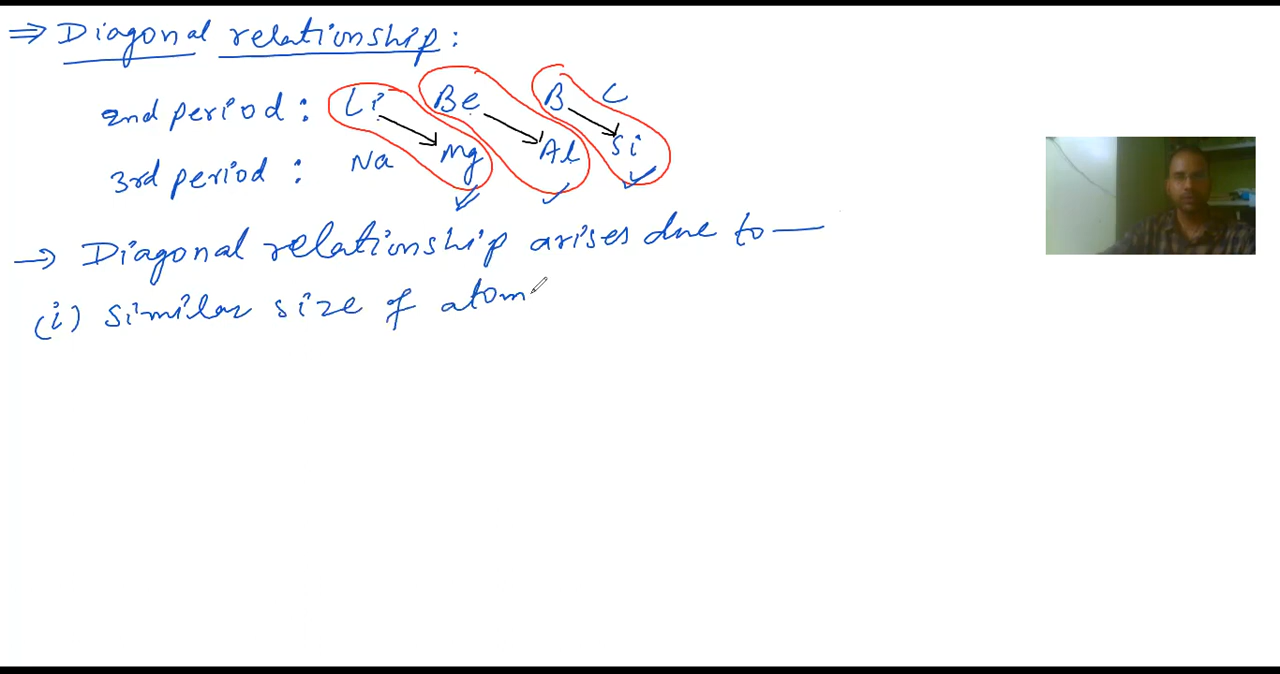 ⇒ Diagonal relationship:
2nd period: Li Be B C
3rd period: Na Mg Al Si
→ Diagonal relationship arises due to —
(i) Similar size of atom